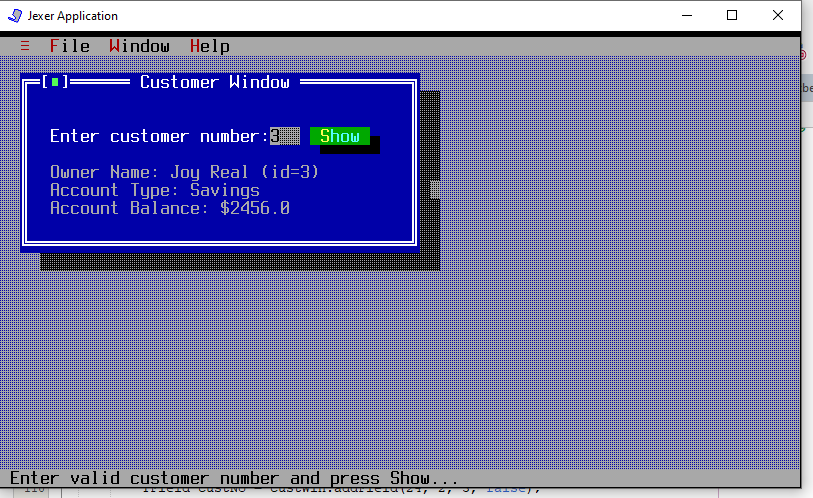 Jexer Application
File Window Help
Customer Window
Enter customer number:3 Show
Owner Name: Joy Real (id=3)
Account Type: Savings
Account Balance: $2456.0
Enter valid customer number and press Show...